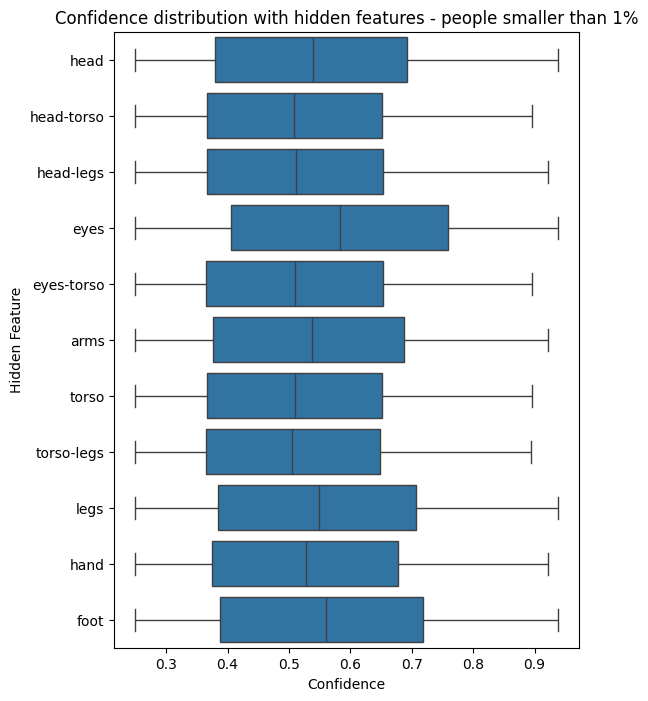 Confidence distribution with hidden features - people smaller than 1%
head
head-torso
head-legs
eyes
eyes-torso
arms
torso
torso-legs
legs
hand
foot
Hidden Feature
0.3 0.4 0.5 0.6 0.7 0.8 0.9
Confidence